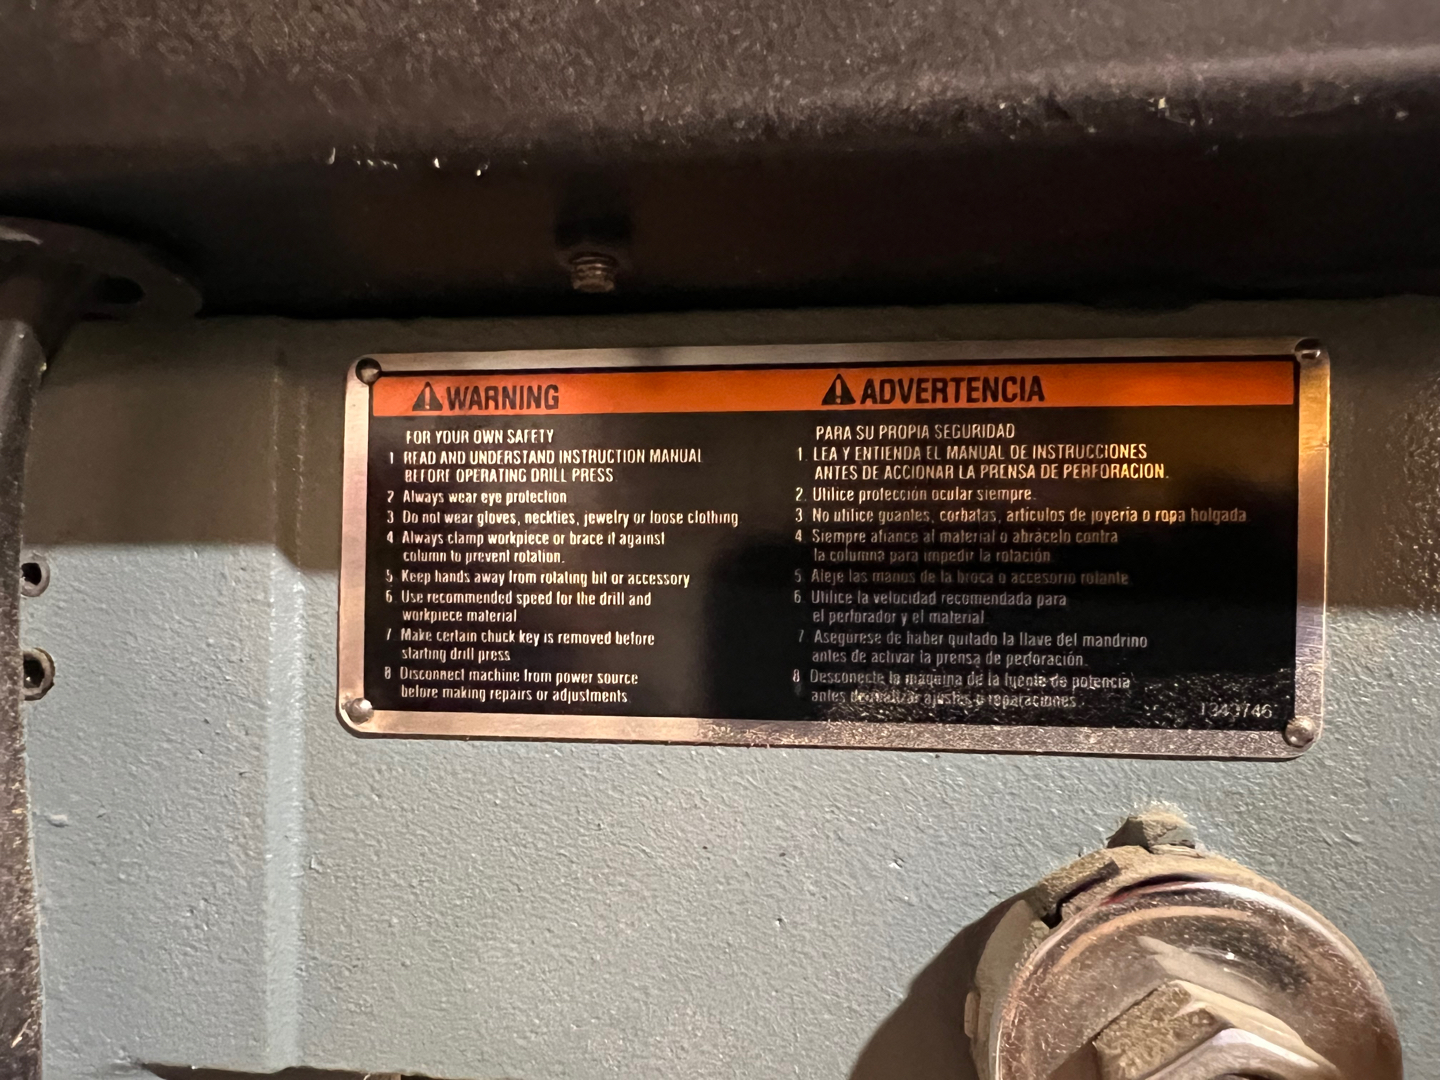 WARNING
FOR YOUR OWN SAFETY
1 READ AND UNDERSTAND INSTRUCTION MANUAL
BEFORE OPERATING DRILL PRESS
2 Always wear eye protection
3 Do not wear gloves, neckties, jewelry or loose clothing
4 Always clamp workpiece or brace it against
column to prevent rotation.
5 Keep hands away from rotating bit or accessory
6 Use recommended speed for the drill and
workpiece material
7 Make certain chuck key is removed before
starting drill press
8 Disconnect machine from power source
before making repairs or adjustments
ADVERTENCIA
PARA SU PROPIA SEGURIDAD
1. LEA Y ENTIENDA EL MANUAL DE INSTRUCCIONES
ANTES DE ACCIONAR LA PRENSA DE PERFORACION.
2. Utilice protección ocular siempre.
3 No utilice guantes, corbatas, artículos de joyería o ropa holgada
4. Siempre afiance al material o abrácelo contra
la columna para impedir la rotación
5 Aleje las manos de la broca o accesorio rotante
6. Utilice la velocidad recomendada para
el perforador y el material
7. Asegúrese de haber quitado la llave del mandrino
antes de activar la prensa de perforación.
8 Desconecte la máquina de la fuente de potencia
antes de realizar ajustes o reparaciones.
1343746